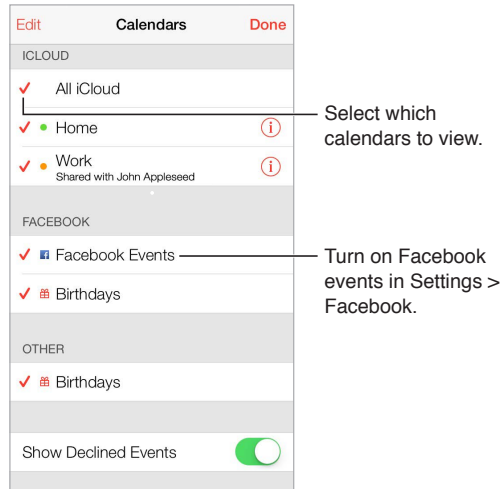 Edit Calendars Done
ICLOUD
All iCloud
Home
Work
Shared with John Appleseed
FACEBOOK
Facebook Events
Birthdays
OTHER
Birthdays
Show Declined Events
Select which
calendars to view.
Turn on Facebook
events in Settings >
Facebook.